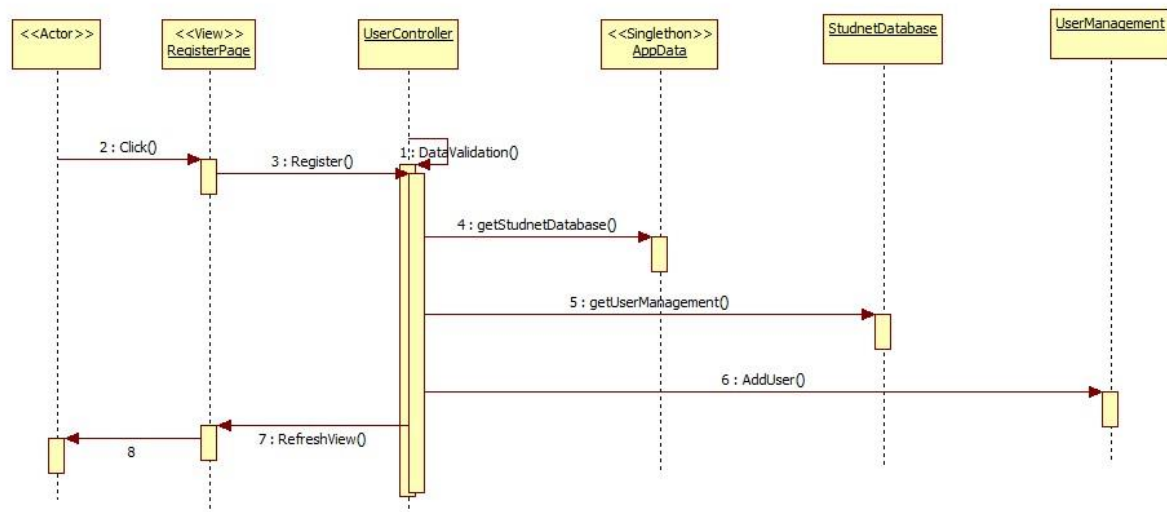 <<Actor>>
<<View>>
RegisterPage
UserController
<<Singlethon>>
AppData
StudnetDatabase
UserManagement
2 : Click()
3 : Register()
1 : DataValidation()
4 : getStudnetDatabase()
5 : getUserManagement()
6 : AddUser()
7 : RefreshView()
8